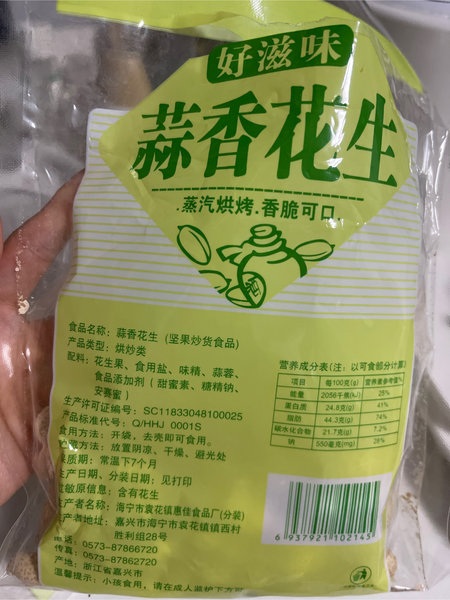 好滋味
蒜香花生
.蒸汽烘烤.香脆可口.
食品名称: 蒜香花生 (坚果炒货食品)
产品类型: 烘炒类
配料: 花生果、食用盐、味精、蒜蓉、
食品添加剂 (甜蜜素、糖精钠、
安赛蜜)
生产许可证编号: SC11833048100025
产品标准代号: Q/HHJ 0001S
食用方法: 开袋，去壳即可食用。
方法: 放置阴凉、干燥、避光处
质期: 常温下7个月
生产日期、分装日期: 见打印
敏原信息: 含有花生
生产者: 海宁市袁花镇惠佳食品厂(分装)
产者地址: 嘉兴市海宁市袁花镇镇西村
胜利组28号
电话: 0573-87866720
传真: 0573-87862720
产地: 浙江省嘉兴市
温馨提示: 小孩食用，请在成人监护下方可
营养成分表(注: 以可食部分计算)
项目 每100克(g) 营养素参考值%
能量 2056千焦(kJ) 25%
蛋白质 24.8克(g) 41%
脂肪 44.3克(g) 74%
碳水化合物 21.7克(g) 7.2%
钠 550毫克(mg) 28%
6 937921 102145